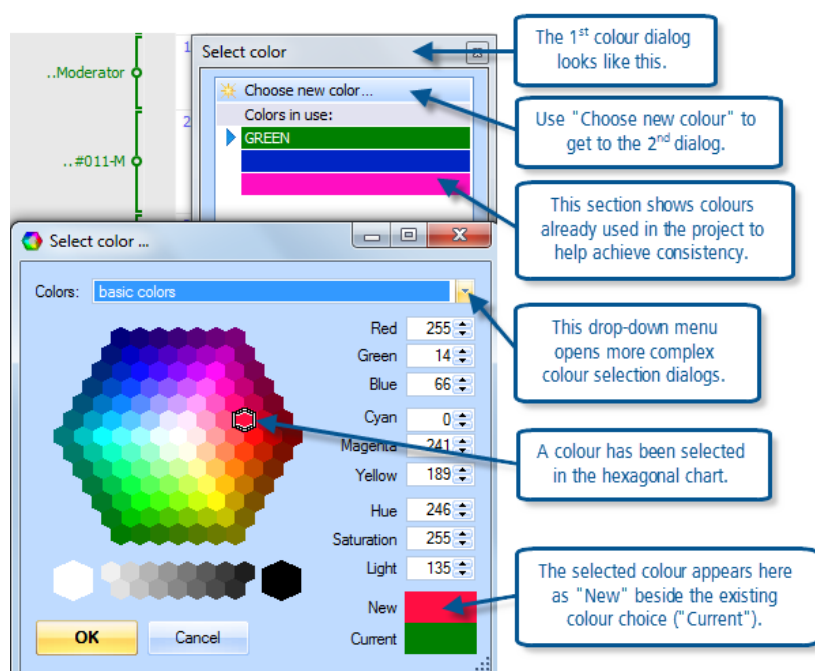 ..Moderator
..#011-M
1
2
Select color
Choose new color...
Colors in use:
GREEN
Select color ...
Colors: basic colors
Red 255
Green 14
Blue 66
Cyan 0
Magenta 241
Yellow 189
Hue 246
Saturation 255
Light 135
New
Current
OK Cancel
The 1st colour dialog
looks like this.
Use "Choose new colour" to
get to the 2nd dialog.
This section shows colours
already used in the project to
help achieve consistency.
This drop-down menu
opens more complex
colour selection dialogs.
A colour has been selected
in the hexagonal chart.
The selected colour appears here
as "New" beside the existing
colour choice ("Current").